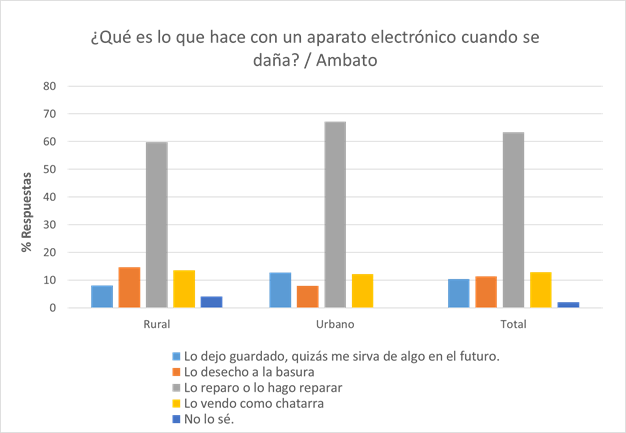 ¿Qué es lo que hace con un aparato electrónico cuando se
daña? / Ambato
% Respuestas
80
70
60
50
40
30
20
10
0
Rural
Urbano
Total
Lo dejo guardado, quizás me sirva de algo en el futuro.
Lo desecho a la basura
Lo reparo o lo hago reparar
Lo vendo como chatarra
No lo sé.